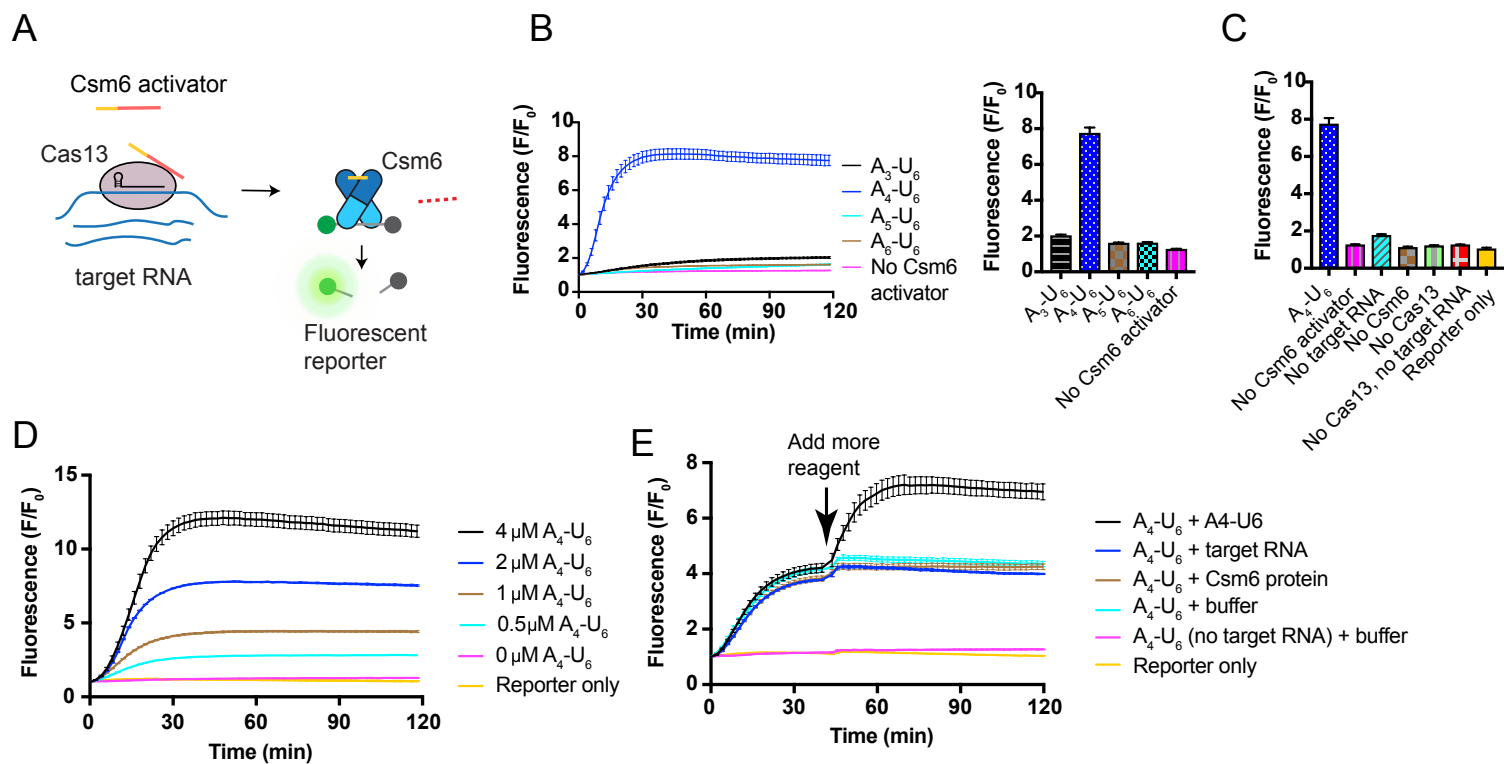 A
Csm6 activator
Cas13
Csm6
target RNA
Fluorescent
reporter
B
Fluorescence (F/F₀)
10
8
6
4
2
0
0 30 60 90 120
Time (min)
A₃-U₆
A₄-U₆
A₅-U₆
A₆-U₆
No Csm6
activator
Fluorescence (F/F₀)
10
8
6
4
2
0
A₃-U₆
A₄-U₆
A₅-U₆
A₆-U₆
No Csm6 activator
C
Fluorescence (F/F₀)
10
8
6
4
2
0
A₄-U₆
No Csm6 activator
No target RNA
No Csm6
No Cas13
No Cas13, no target RNA
Reporter only
D
Fluorescence (F/F₀)
15
10
5
0
0 30 60 90 120
Time (min)
4 µM A₄-U₆
2 µM A₄-U₆
1 µM A₄-U₆
0.5µM A₄-U₆
0 µM A₄-U₆
Reporter only
E
Add more
reagent
Fluorescence (F/F₀)
8
6
4
2
0
0 30 60 90 120
Time (min)
A₄-U₆ + A4-U6
A₄-U₆ + target RNA
A₄-U₆ + Csm6 protein
A₄-U₆ + buffer
A₄-U₆ (no target RNA) + buffer
Reporter only